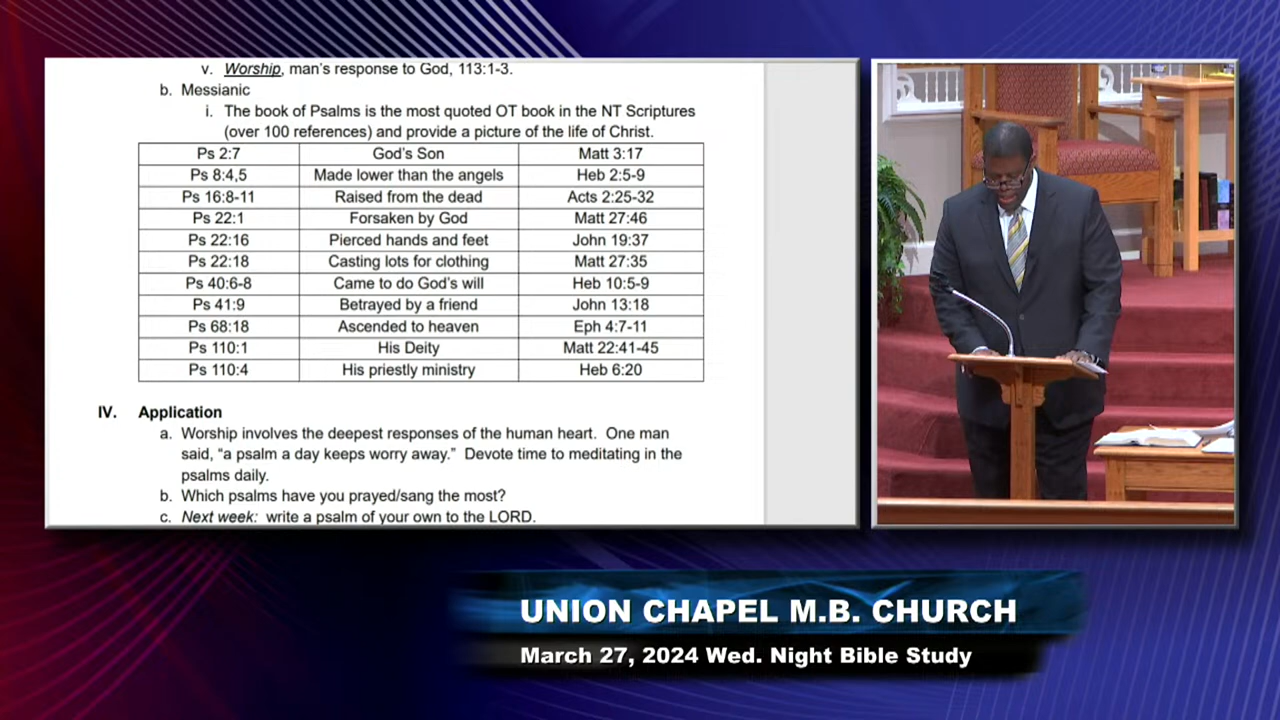 v. Worship, man's response to God, 113:1-3.
b. Messianic
i. The book of Psalms is the most quoted OT book in the NT Scriptures
(over 100 references) and provide a picture of the life of Christ.
Ps 2:7 God's Son Matt 3:17
Ps 8:4,5 Made lower than the angels Heb 2:5-9
Ps 16:8-11 Raised from the dead Acts 2:25-32
Ps 22:1 Forsaken by God Matt 27:46
Ps 22:16 Pierced hands and feet John 19:37
Ps 22:18 Casting lots for clothing Matt 27:35
Ps 40:6-8 Came to do God's will Heb 10:5-9
Ps 41:9 Betrayed by a friend John 13:18
Ps 68:18 Ascended to heaven Eph 4:7-11
Ps 110:1 His Deity Matt 22:41-45
Ps 110:4 His priestly ministry Heb 6:20
IV. Application
a. Worship involves the deepest responses of the human heart. One man
said, "a psalm a day keeps worry away." Devote time to meditating in the
psalms daily.
b. Which psalms have you prayed/sang the most?
c. Next week: write a psalm of your own to the LORD.
UNION CHAPEL M.B. CHURCH
March 27, 2024 Wed. Night Bible Study